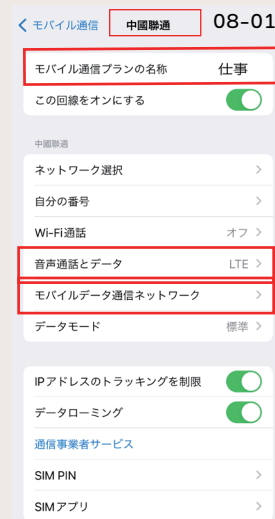 モバイル通信 中國聯通 08-01
モバイル通信プランの名称 仕事
この回線をオンにする
中國聯通
ネットワーク選択
自分の番号
Wi-Fi通話 オフ
音声通話とデータ LTE
モバイルデータ通信ネットワーク
データモード 標準
IPアドレスのトラッキングを制限
データローミング
通信事業者サービス
SIM PIN
SIMアプリ